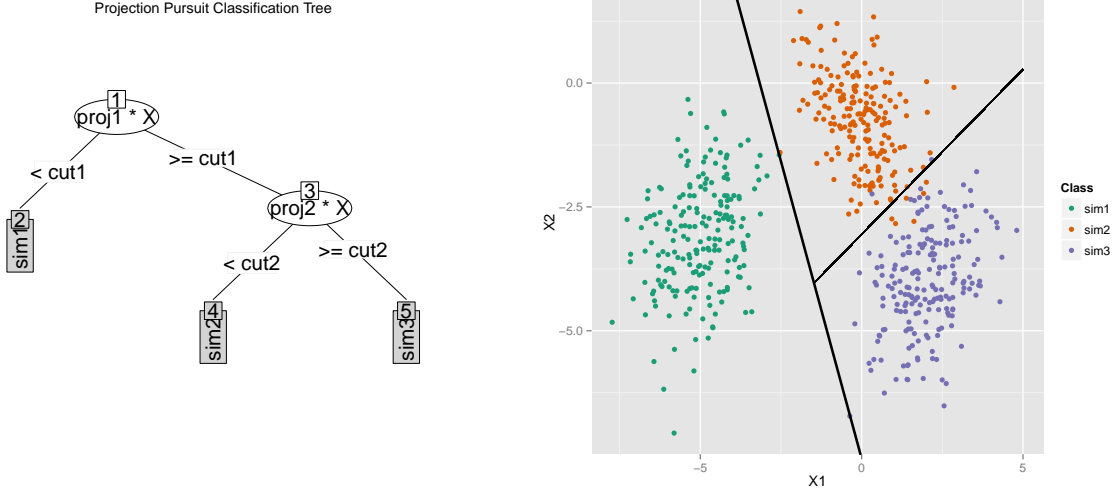 Projection Pursuit Classification Tree
1
proj1 * X
< cut1
>= cut1
2
sim1
3
proj2 * X
< cut2
>= cut2
4
sim2
5
sim3
0.0
−2.5
−5.0
X2
−5
0
5
X1
Class
sim1
sim2
sim3